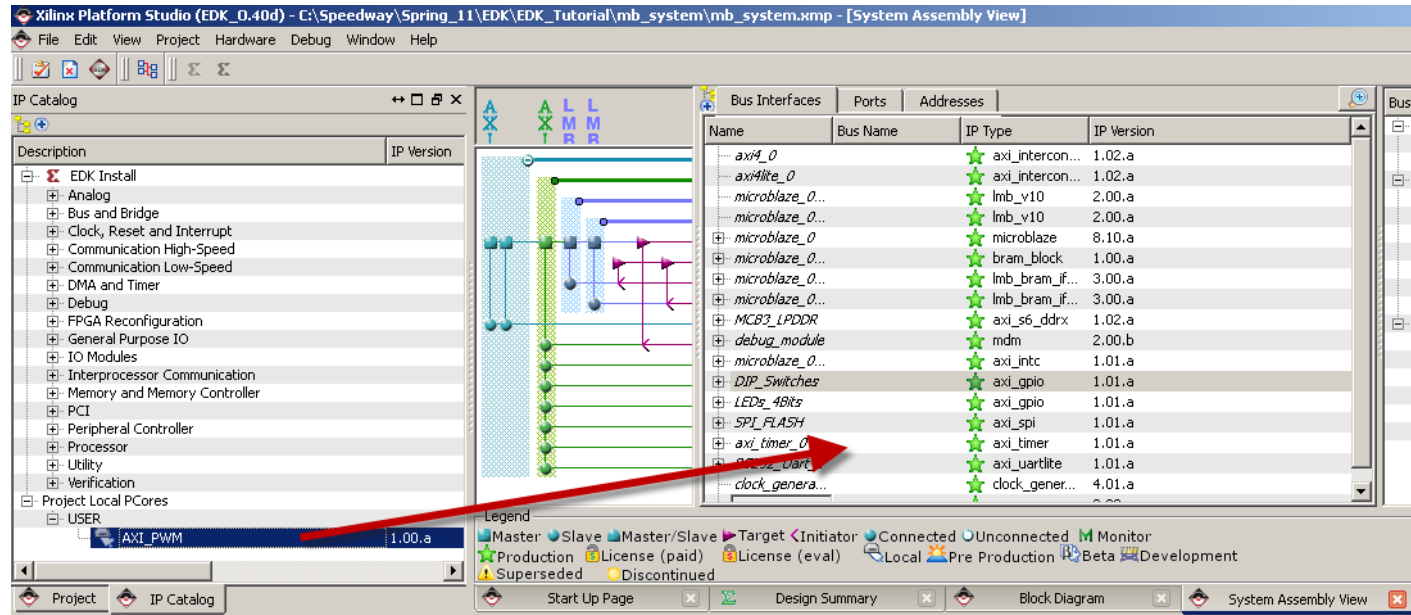 Xilinx Platform Studio (EDK_O.40d) - C:\Speedway\Spring_11\EDK\EDK_Tutorial\mb_system\mb_system.xmp - [System Assembly View]
File Edit View Project Hardware Debug Window Help
IP Catalog
Description IP Version
EDK Install
Analog
Bus and Bridge
Clock, Reset and Interrupt
Communication High-Speed
Communication Low-Speed
DMA and Timer
Debug
FPGA Reconfiguration
General Purpose IO
IO Modules
Interprocessor Communication
Memory and Memory Controller
PCI
Peripheral Controller
Processor
Utility
Verification
Project Local PCores
USER
AXI_PWM 1.00.a
Project IP Catalog
AXI AXI LMB LMB
Bus Interfaces Ports Addresses
Name Bus Name IP Type IP Version
axi4_0 axi_intercon... 1.02.a
axi4lite_0 axi_intercon... 1.02.a
microblaze_0... lmb_v10 2.00.a
microblaze_0... lmb_v10 2.00.a
microblaze_0 microblaze 8.10.a
microblaze_0... bram_block 1.00.a
microblaze_0... lmb_bram_if... 3.00.a
microblaze_0... lmb_bram_if... 3.00.a
MCB3_LPDDR axi_s6_ddrx 1.02.a
debug_module mdm 2.00.b
microblaze_0... axi_intc 1.01.a
DIP_Switches axi_gpio 1.01.a
LEDs_4Bits axi_gpio 1.01.a
SPI_FLASH axi_spi 1.01.a
axi_timer_0 axi_timer 1.01.a
axi_uartlite 1.01.a
clock_genera... clock_gener... 4.01.a
Legend
Master Slave Master/Slave Target Initiator Connected Unconnected M Monitor
Production License (paid) License (eval) Local Pre Production Beta Development
Superseded Discontinued
Start Up Page Design Summary Block Diagram System Assembly View
Bus